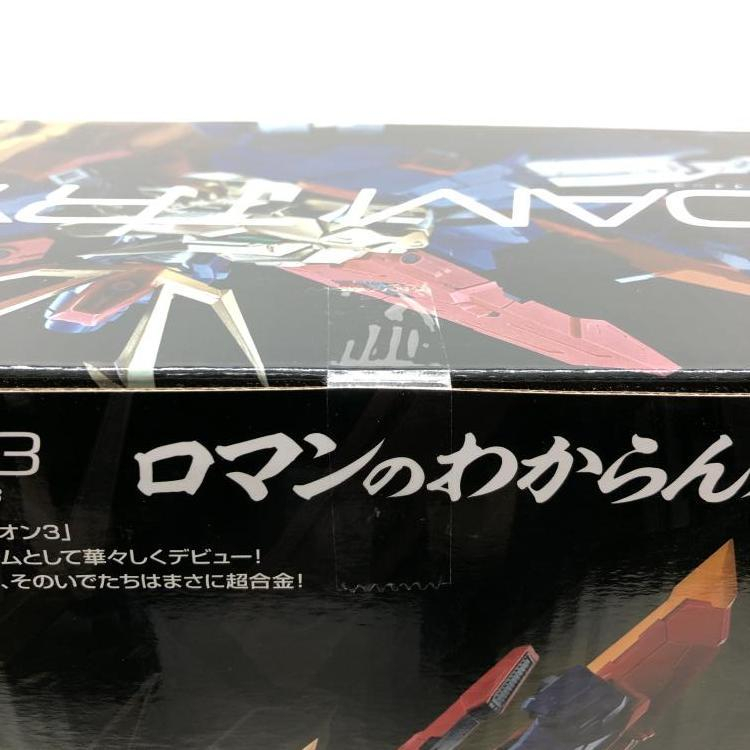 3
ロマンのわからん
オン3」
ムとして華々しくデビュー!
、そのいでたちはまさに超合金!